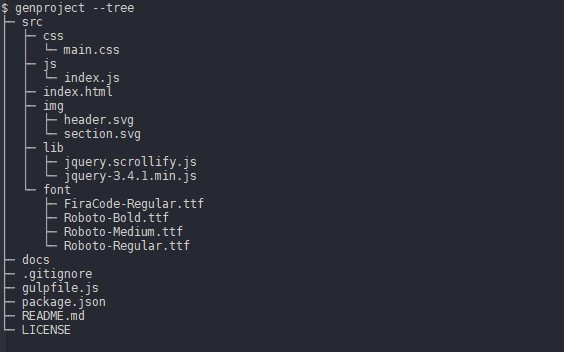 $ genproject --tree
├─ src
│  ├─ css
│  │  └─ main.css
│  ├─ js
│  │  └─ index.js
│  ├─ index.html
│  ├─ img
│  │  ├─ header.svg
│  │  └─ section.svg
│  ├─ lib
│  │  ├─ jquery.scrollify.js
│  │  └─ jquery-3.4.1.min.js
│  └─ font
│     ├─ FiraCode-Regular.ttf
│     ├─ Roboto-Bold.ttf
│     ├─ Roboto-Medium.ttf
│     └─ Roboto-Regular.ttf
├─ docs
├─ .gitignore
├─ gulpfile.js
├─ package.json
├─ README.md
└─ LICENSE